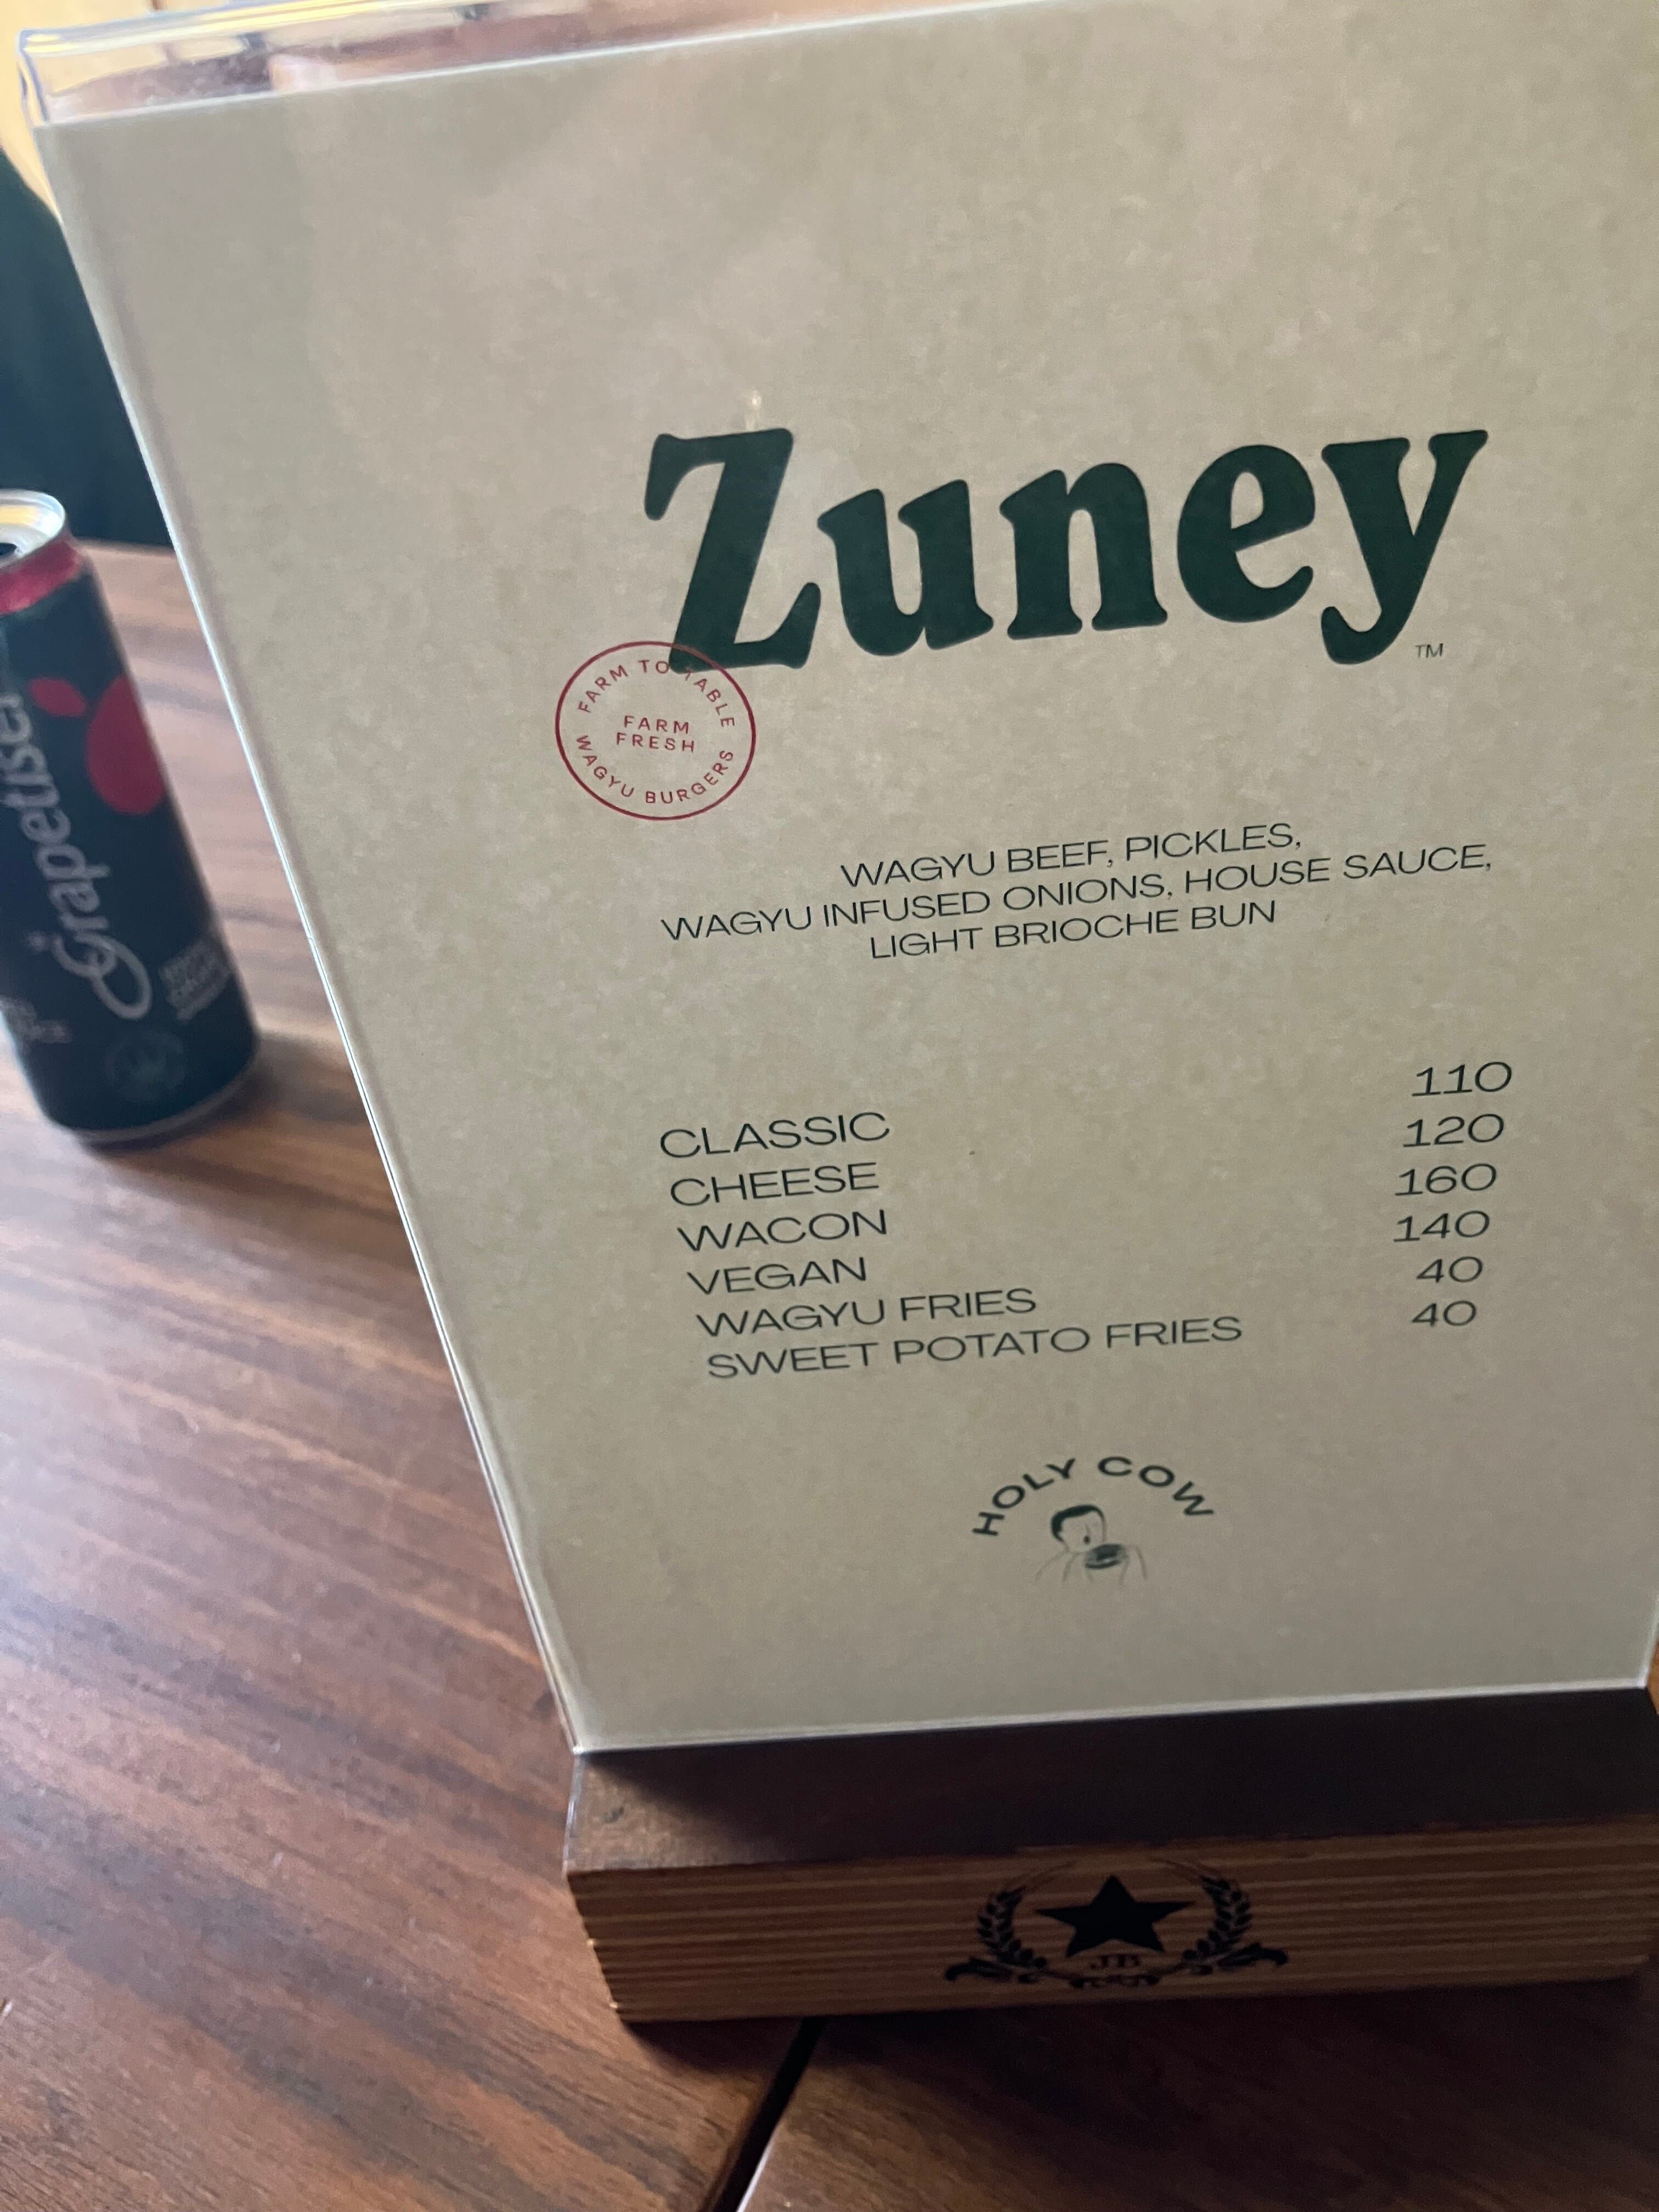 Zuney
TM
FARM TO TABLE
FARM
FRESH
WAGYU BURGERS
WAGYU BEEF, PICKLES,
WAGYU INFUSED ONIONS, HOUSE SAUCE,
LIGHT BRIOCHE BUN
CLASSIC 110
CHEESE 120
WACON 160
VEGAN 140
WAGYU FRIES 40
SWEET POTATO FRIES 40
HOLY COW
JB
Grapetiser